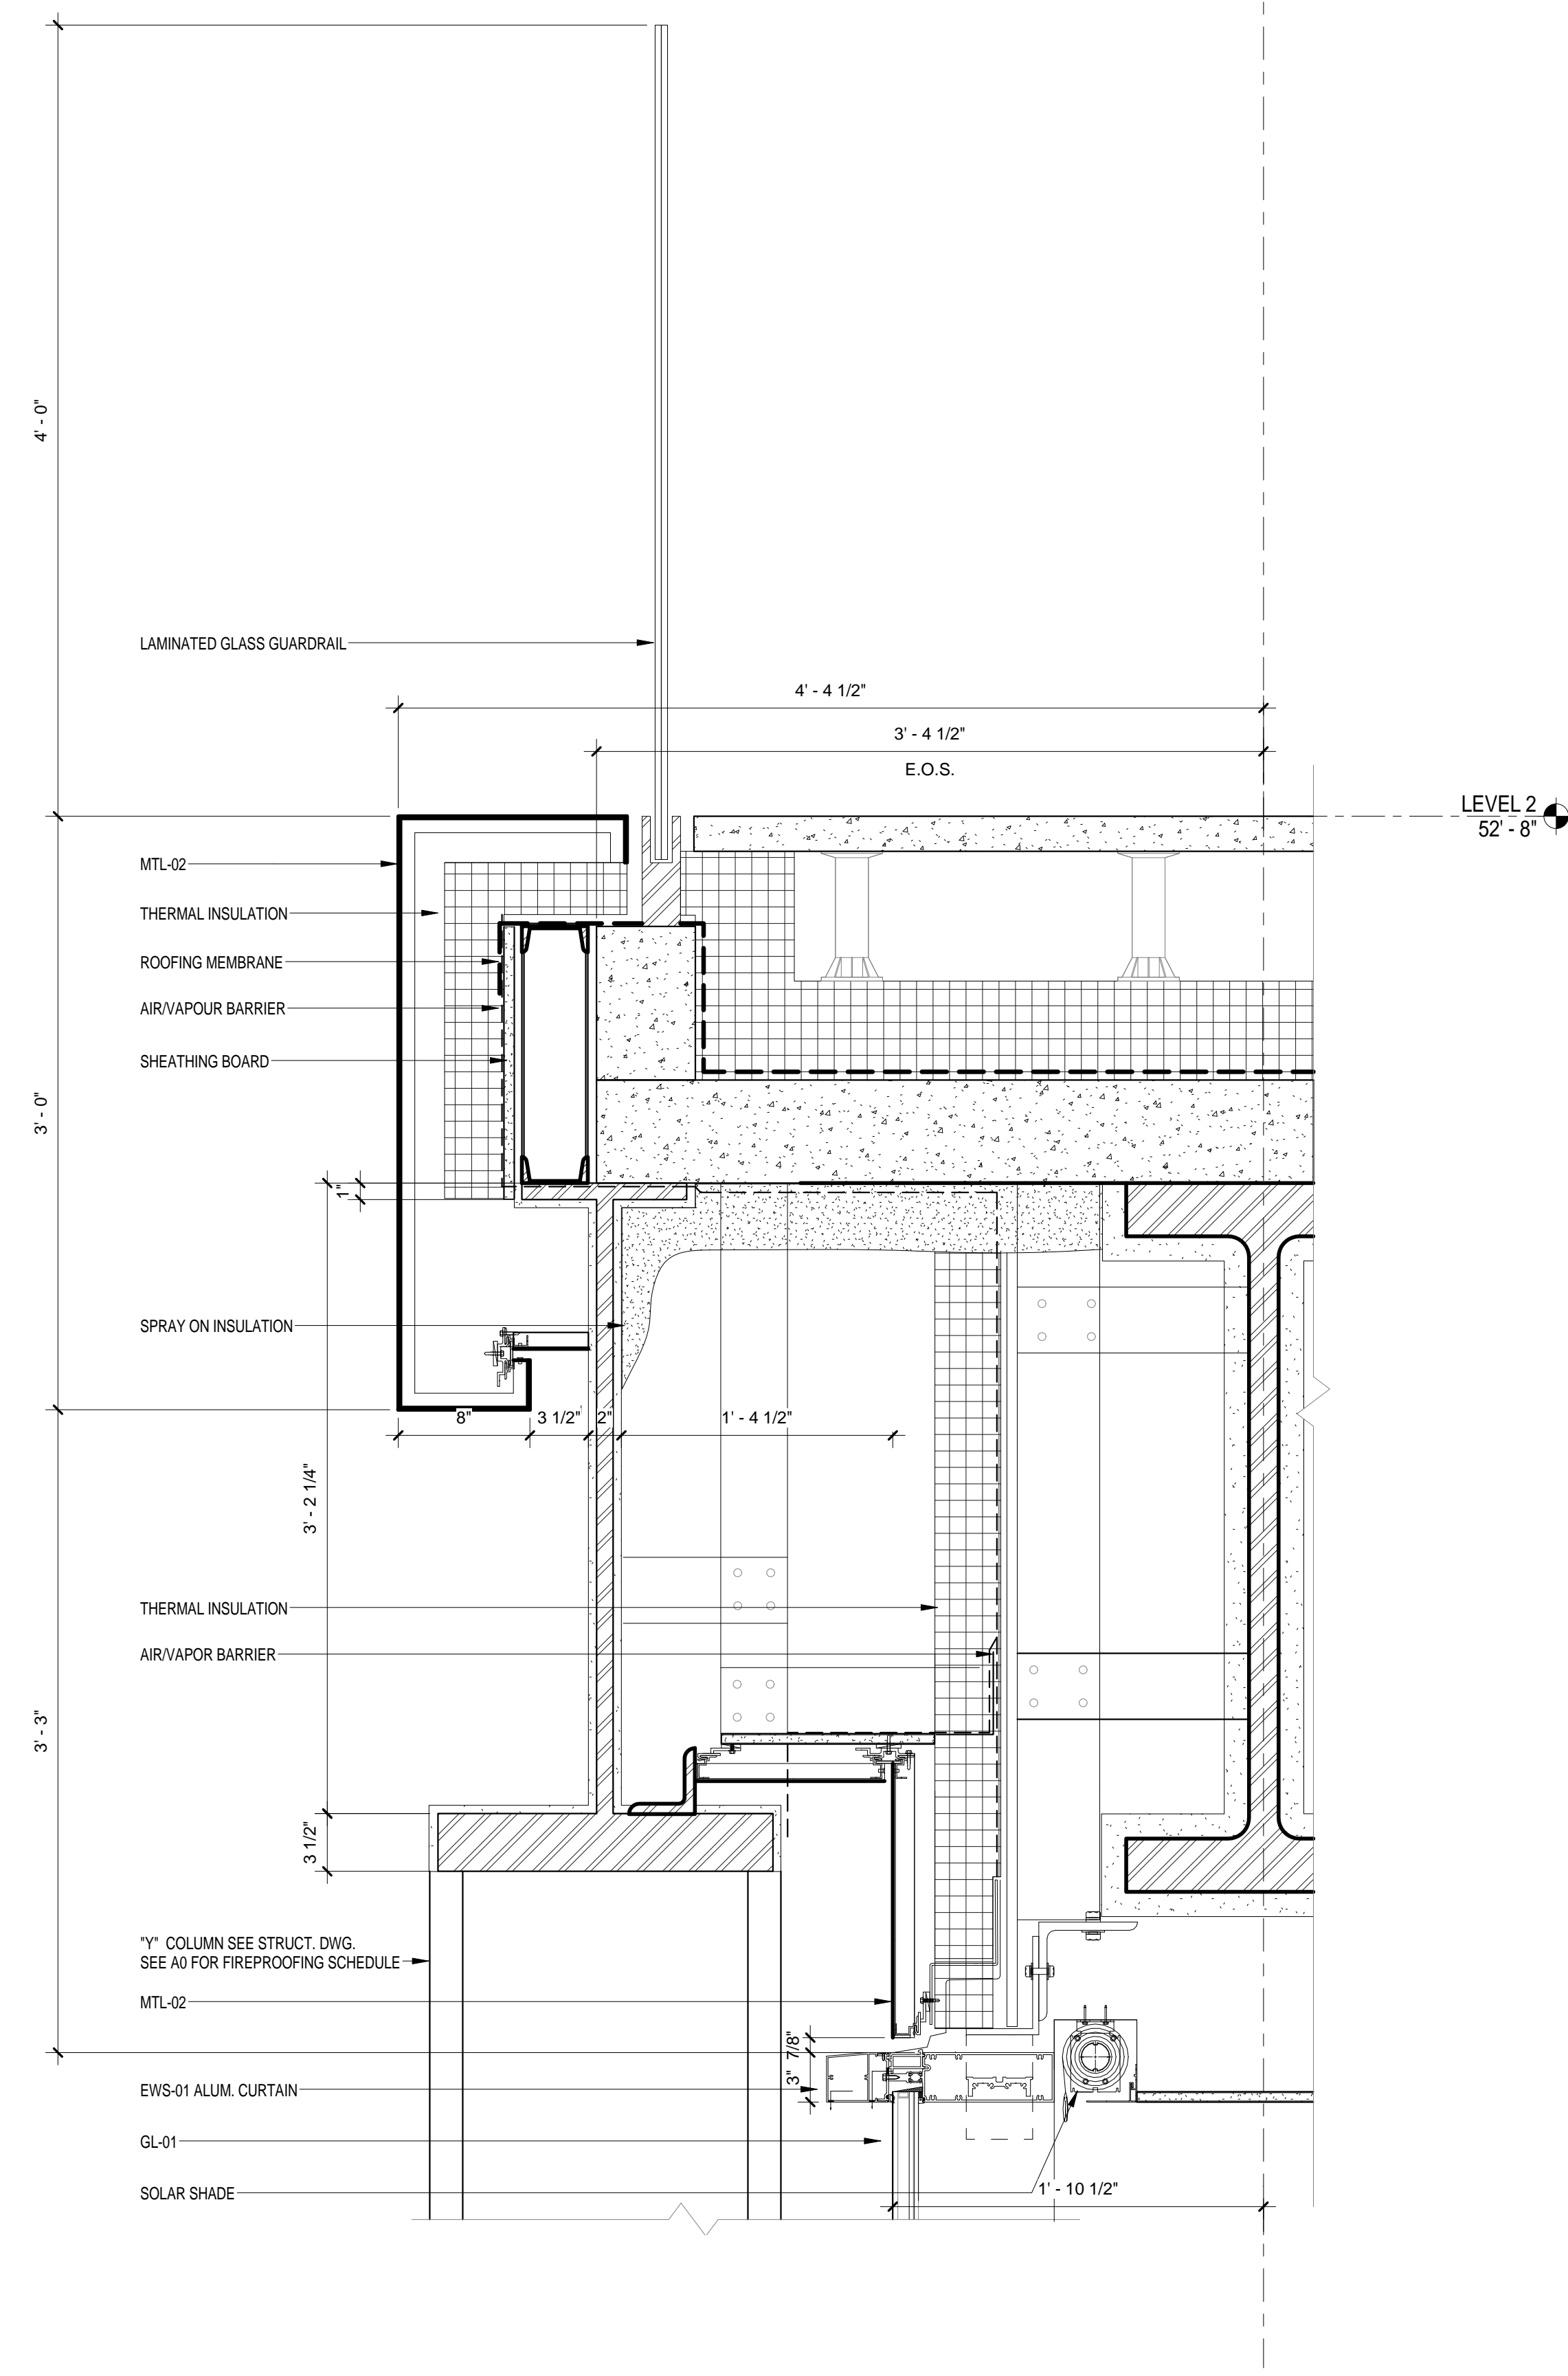 4' - 0"
LAMINATED GLASS GUARDRAIL
4' - 4 1/2"
3' - 4 1/2"
E.O.S.
LEVEL 2
52' - 8"
MTL-02
THERMAL INSULATION
ROOFING MEMBRANE
AIR/VAPOUR BARRIER
SHEATHING BOARD
3' - 0"
1"
SPRAY ON INSULATION
8"
3 1/2"
2"
1' - 4 1/2"
3' - 2 1/4"
THERMAL INSULATION
AIR/VAPOR BARRIER
3' - 3"
3 1/2"
"Y" COLUMN SEE STRUCT. DWG.
SEE A0 FOR FIREPROOFING SCHEDULE
MTL-02
7/8"
3"
EWS-01 ALUM. CURTAIN
GL-01
SOLAR SHADE
1' - 10 1/2"